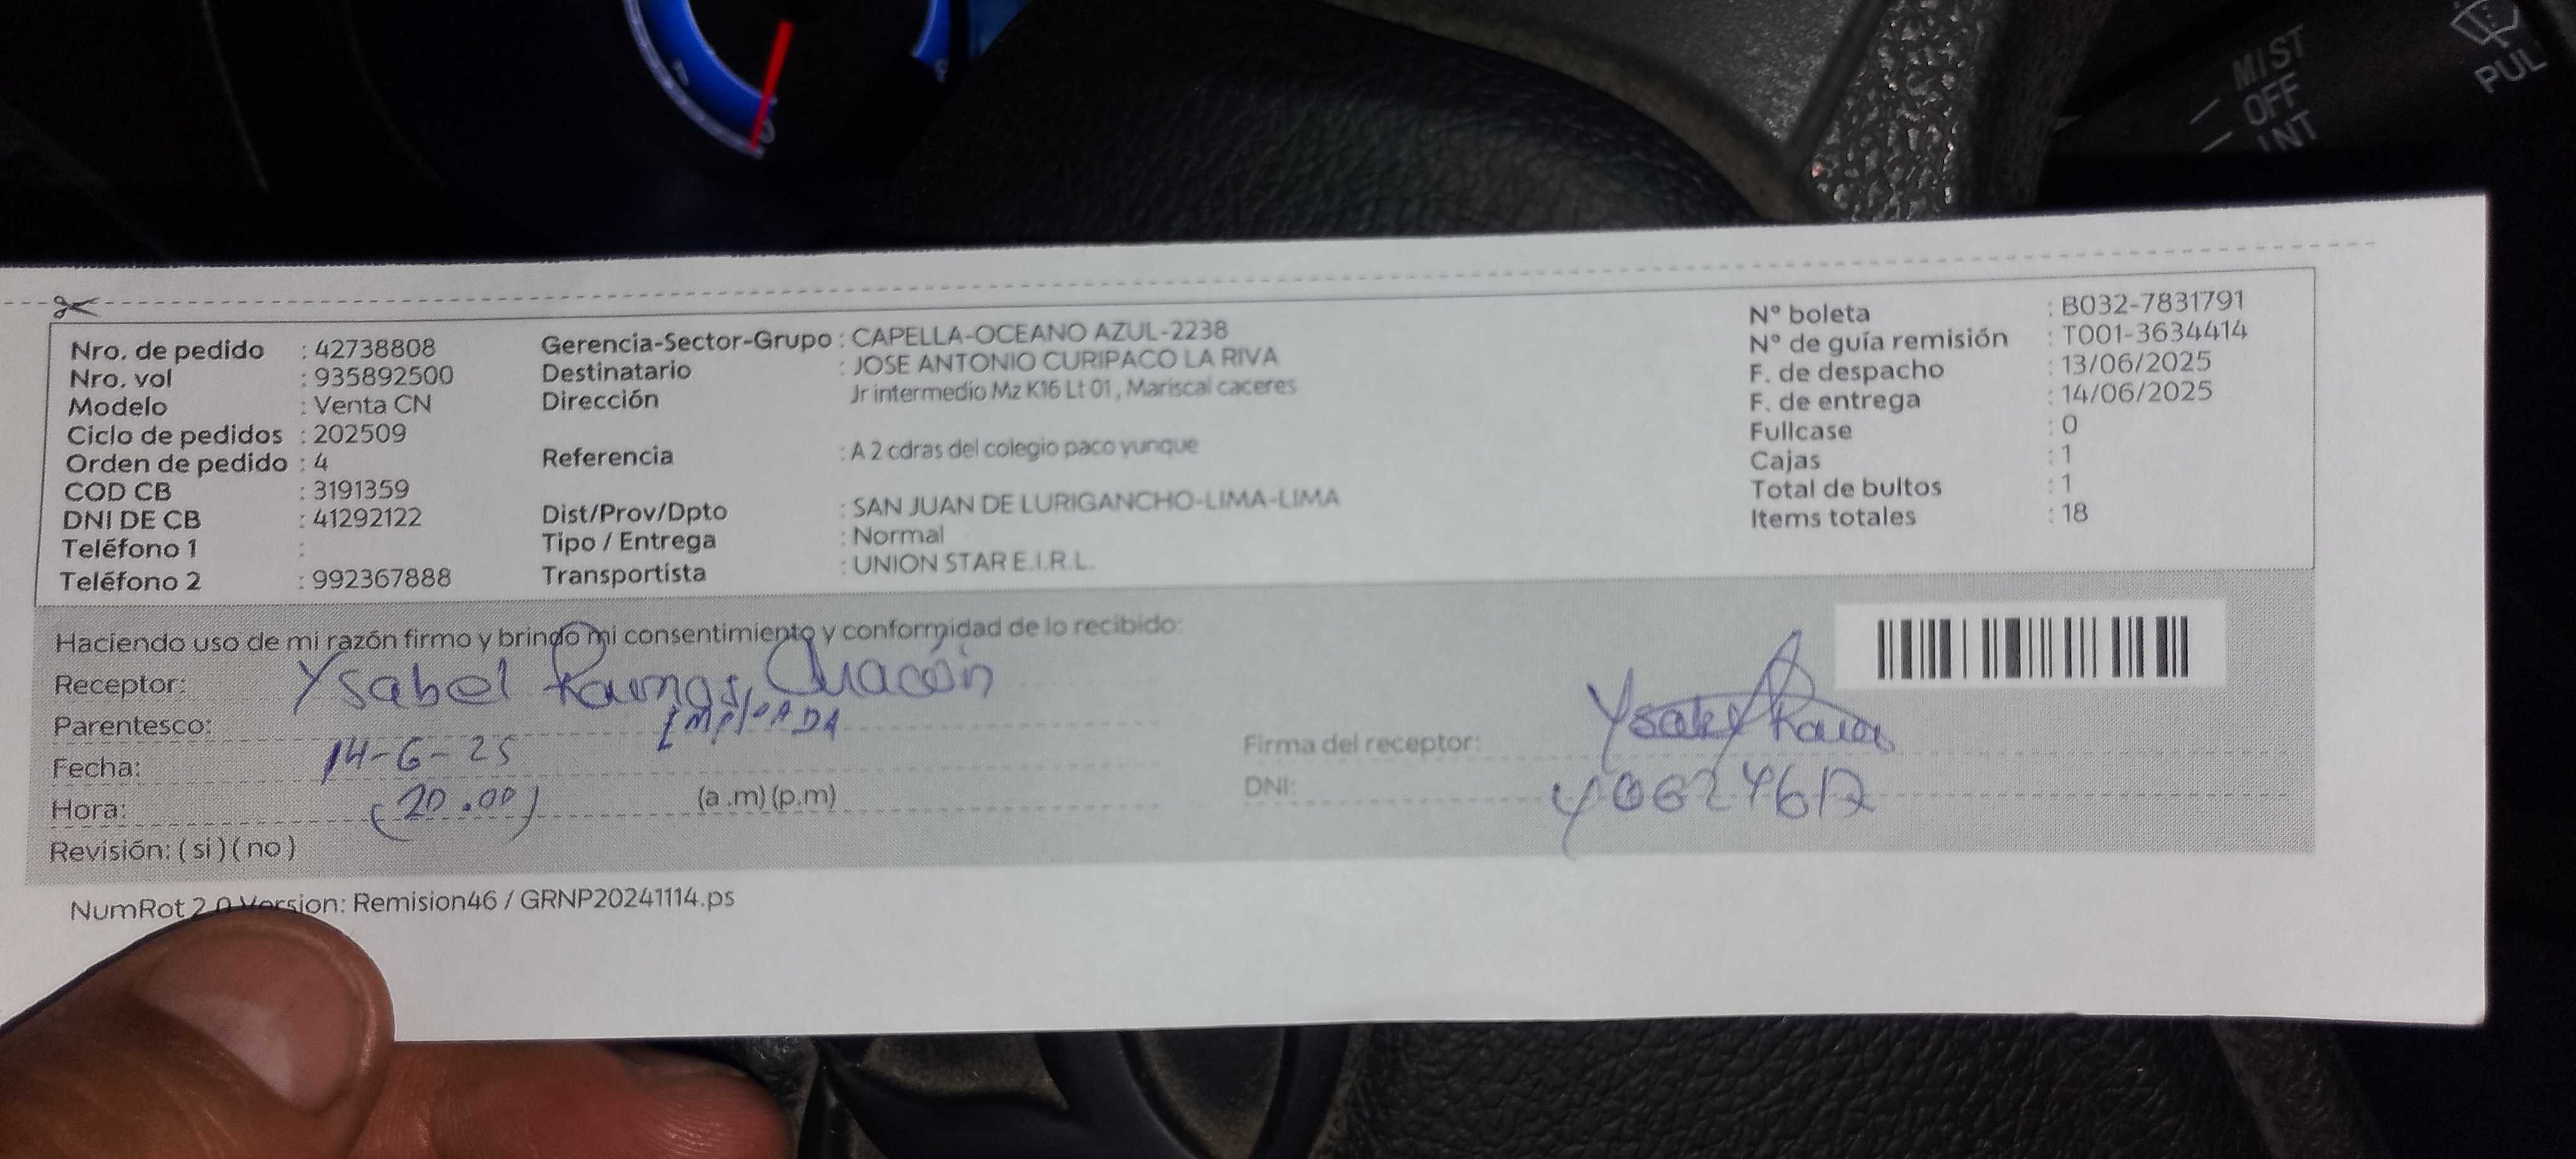 MIST
OFF
INT
PUL
Nro. de pedido : 42738808
Nro. vol : 935892500
Modelo : Venta CN
Ciclo de pedidos : 202509
Orden de pedido : 4
COD CB : 3191359
DNI DE CB : 41292122
Teléfono 1 :
Teléfono 2 : 992367888
Gerencia-Sector-Grupo : CAPELLA-OCEANO AZUL-2238
Destinatario : JOSE ANTONIO CURIPACO LA RIVA
Dirección Jr intermedio Mz K16 Lt 01 , Mariscal caceres
Referencia : A 2 cdras del colegio paco yunque
Dist/Prov/Dpto : SAN JUAN DE LURIGANCHO-LIMA-LIMA
Tipo / Entrega : Normal
Transportista : UNION STAR E.I.R.L.
N° boleta : B032-7831791
N° de guía remisión : T001-3634414
F. de despacho : 13/06/2025
F. de entrega : 14/06/2025
Fullcase : 0
Cajas : 1
Total de bultos : 1
Items totales : 18
Haciendo uso de mi razón firmo y brindo mi consentimiento y conformidad de lo recibido:
Receptor: Ysabel Ramos
Parentesco:
Fecha: 14-6-25
Hora: (20.00) (a .m) (p.m)
Revisión: ( si ) ( no )
Firma del receptor: Ysabel
DNI:
NumRot 2.0 Version: Remision46 / GRNP20241114.ps